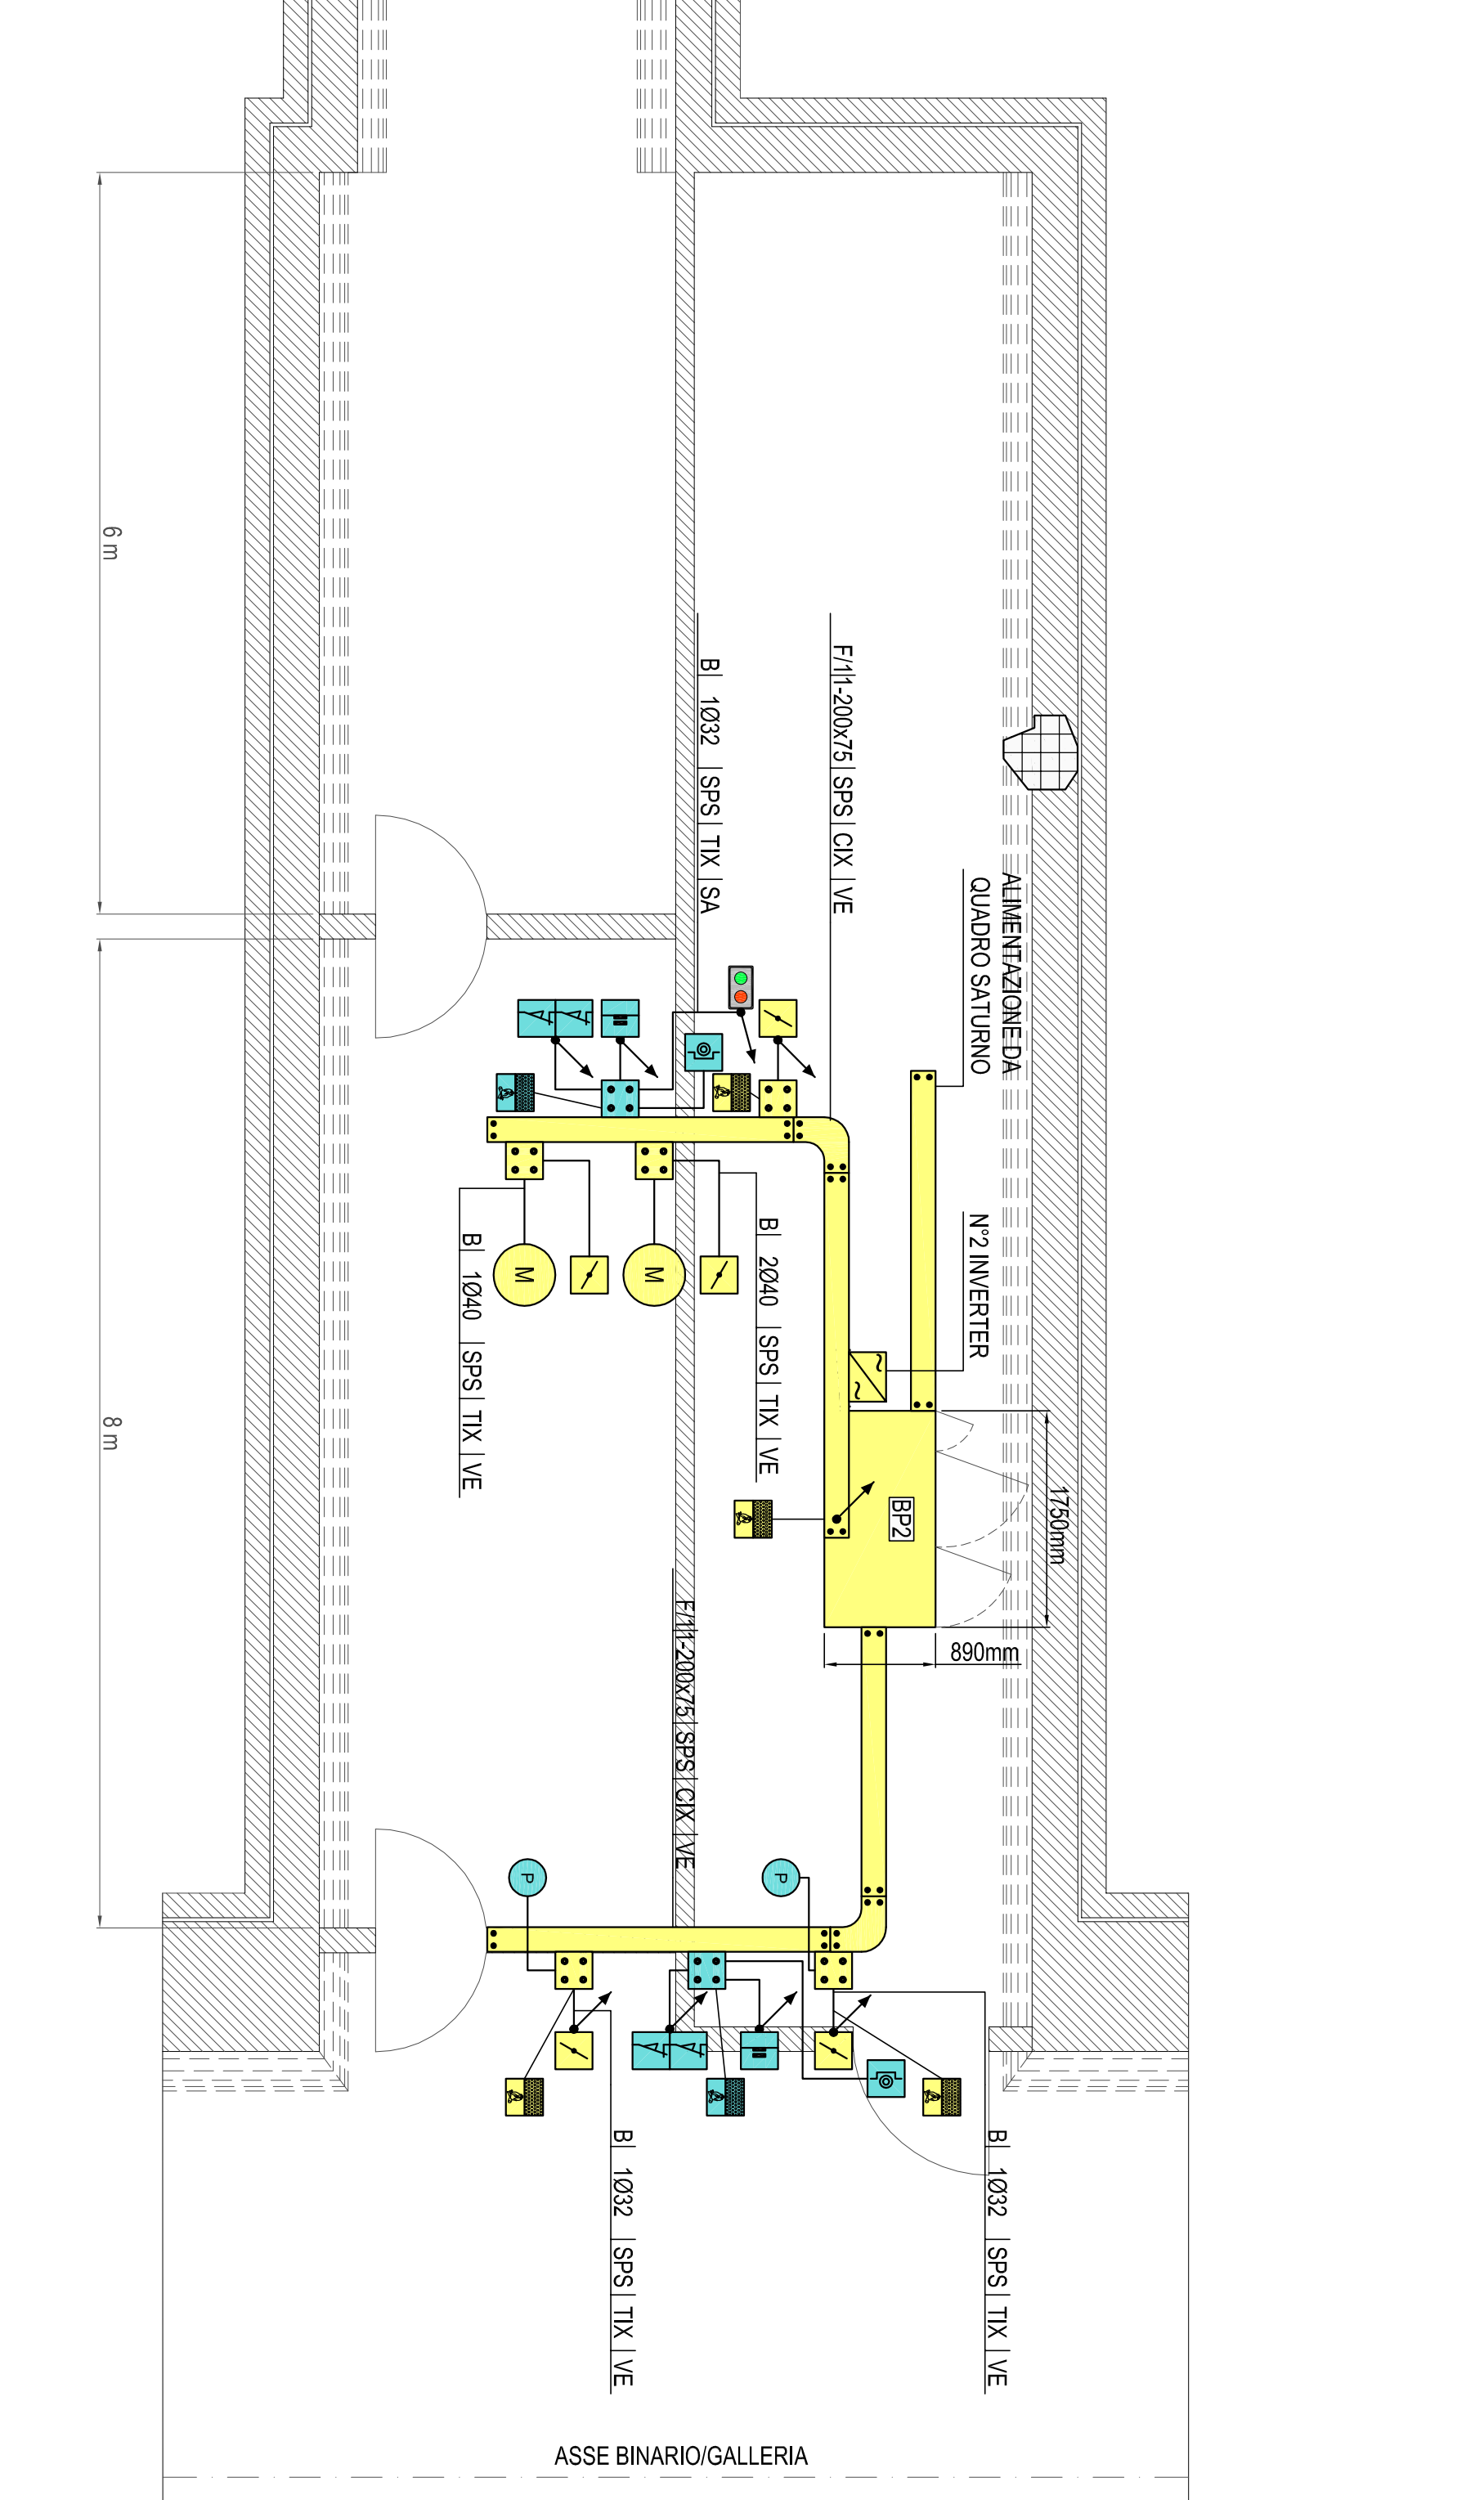 6 m
8 m
B| 1Ø32 |SPS| TIX |SA
F/1|1-200x75|SPS|CIX |VE
ALIMENTAZIONE DA
QUADRO SATURNO
N°2 INVERTER
B| 2Ø40 |SPS| TIX |VE
B| 1Ø40 |SPS| TIX |VE
M
M
~
~
BP2
1750mm
890mm
F/1|1-200x75|SPS|CIX |VE
P
P
B| 1Ø32 |SPS| TIX |VE
B| 1Ø32 |SPS| TIX |VE
ASSE BINARIO/GALLERIA